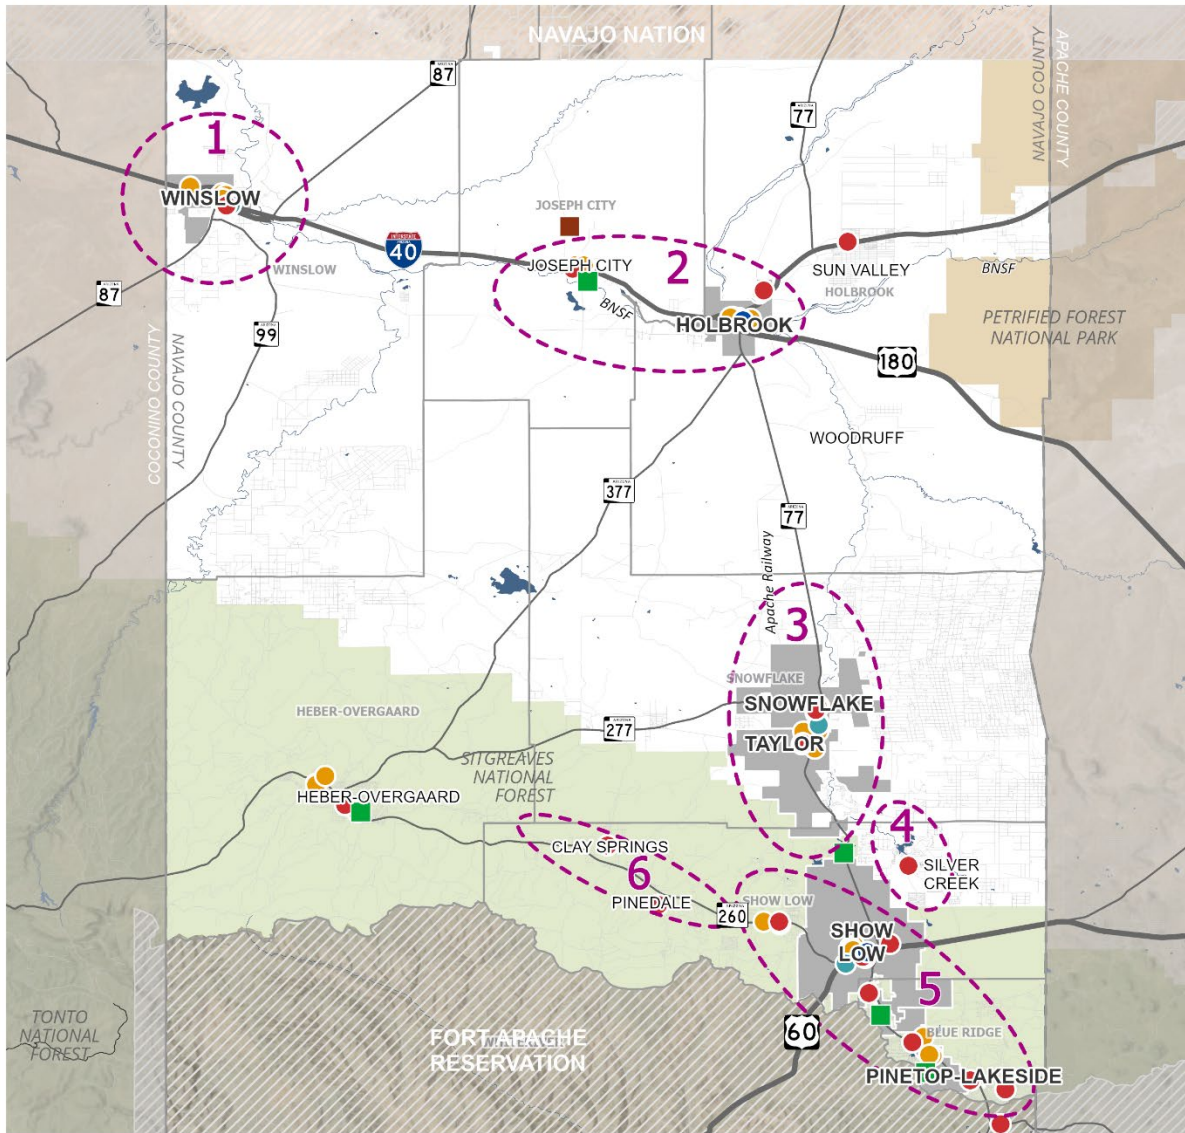 NAVAJO NATION
87
NAVAJO COUNTY
APACHE COUNTY
77
1
WINSLOW
JOSEPH CITY
INTERSTATE
40
WINSLOW
2
JOSEPH CITY
SUN VALLEY
HOLBROOK
BNSF
BNSF
87
HOLBROOK
PETRIFIED FOREST
NATIONAL PARK
99
180
COCONINO COUNTY
NAVAJO COUNTY
WOODRUFF
377
77
Apache Railway
3
SNOWFLAKE
SNOWFLAKE
HEBER-OVERGAARD
277
TAYLOR
SITGREAVES
NATIONAL
FOREST
HEBER-OVERGAARD
4
CLAY SPRINGS
SILVER
CREEK
6
PINEDALE
SHOW LOW
260
SHOW
LOW
5
TONTO
NATIONAL
FOREST
60
BLUE RIDGE
FORT APACHE
RESERVATION
PINETOP-LAKESIDE